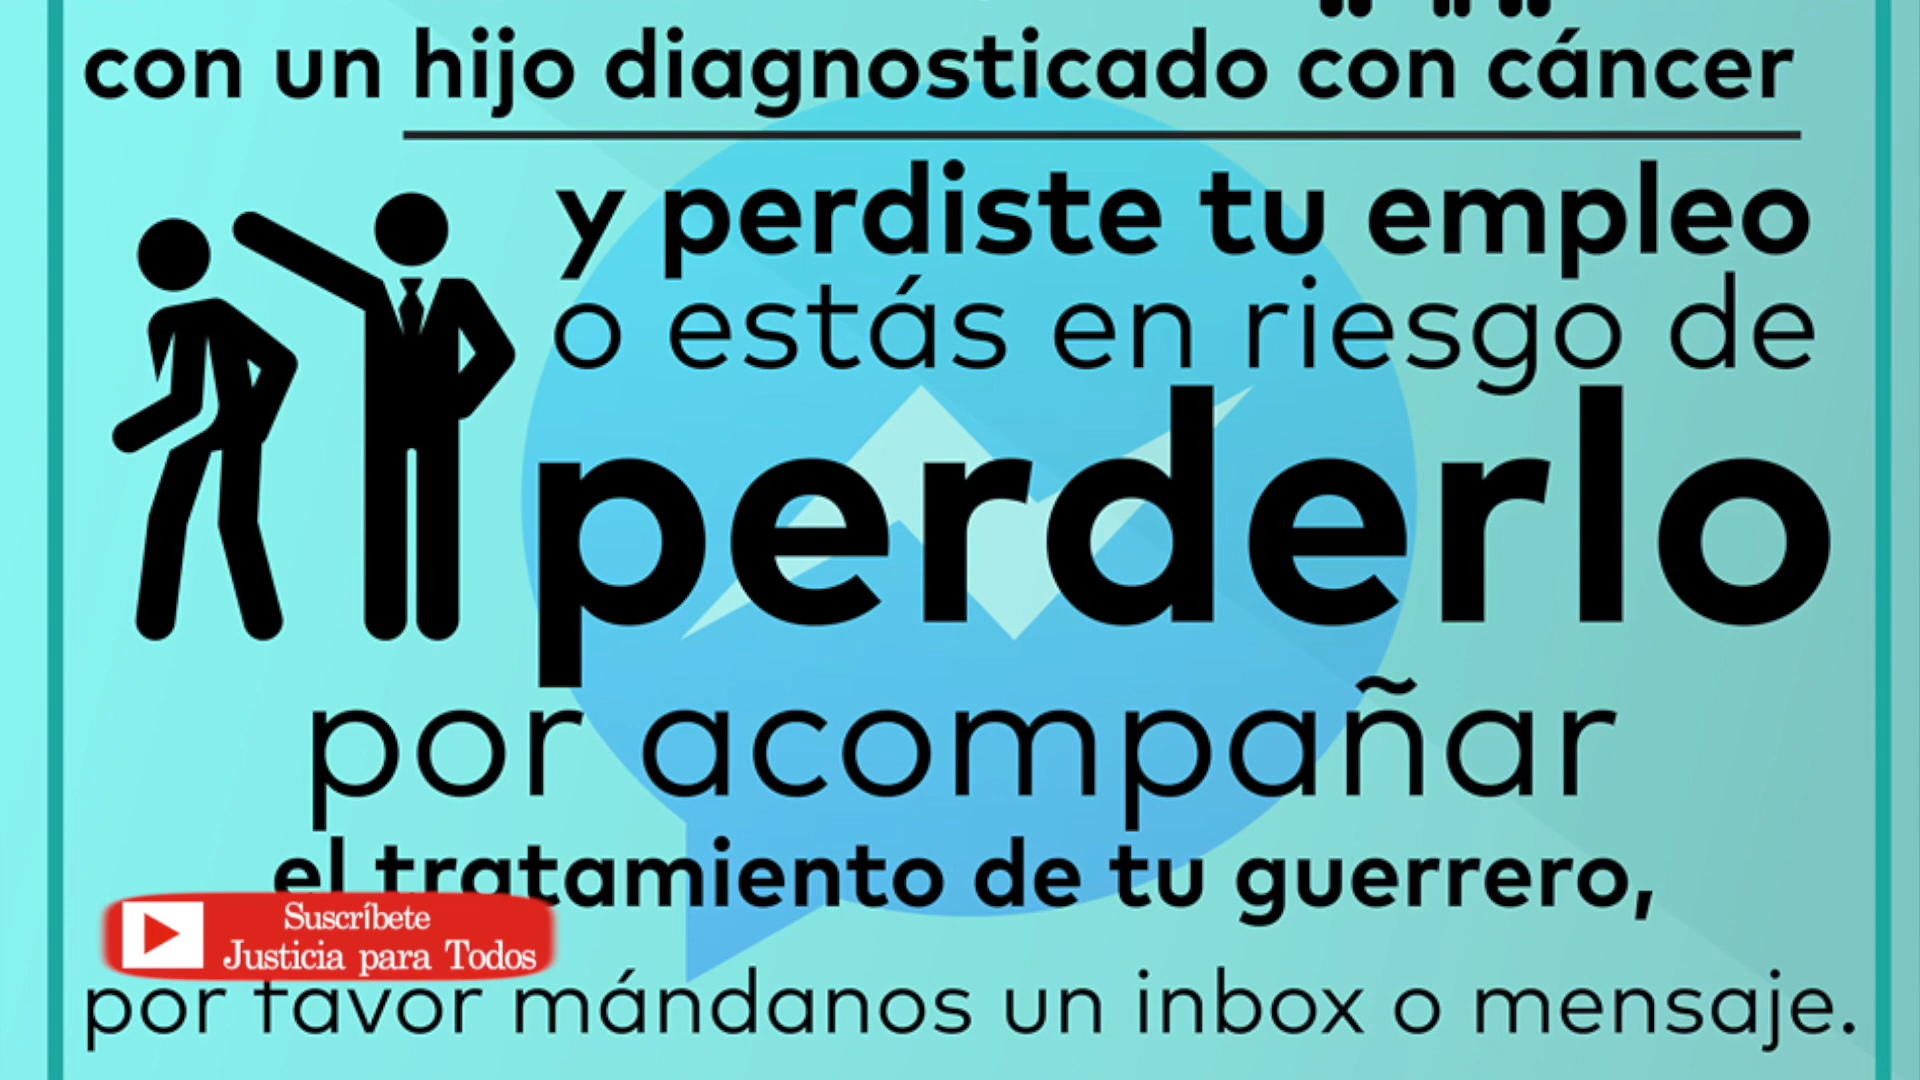 con un hijo diagnosticado con cáncer
y perdiste tu empleo
o estás en riesgo de
perderlo
por acompañar
el tratamiento de tu guerrero,
Suscríbete
Justicia para Todos
por favor mándanos un inbox o mensaje.